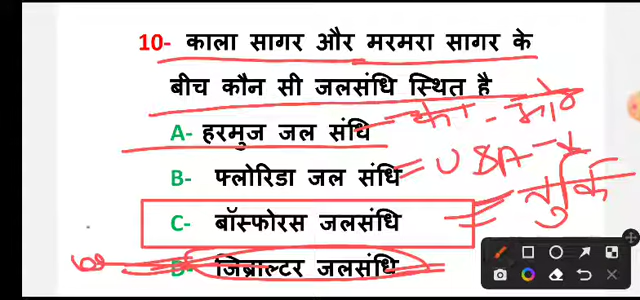 10- काला सागर और मरमरा सागर के
बीच कौन सी जलसंधि स्थित है
A- हरमुज जल संधि
B- फ्लोरिडा जल संधि USA
C- बॉस्फोरस जलसंधि तुर्की
D- जिब्राल्टर जलसंधि